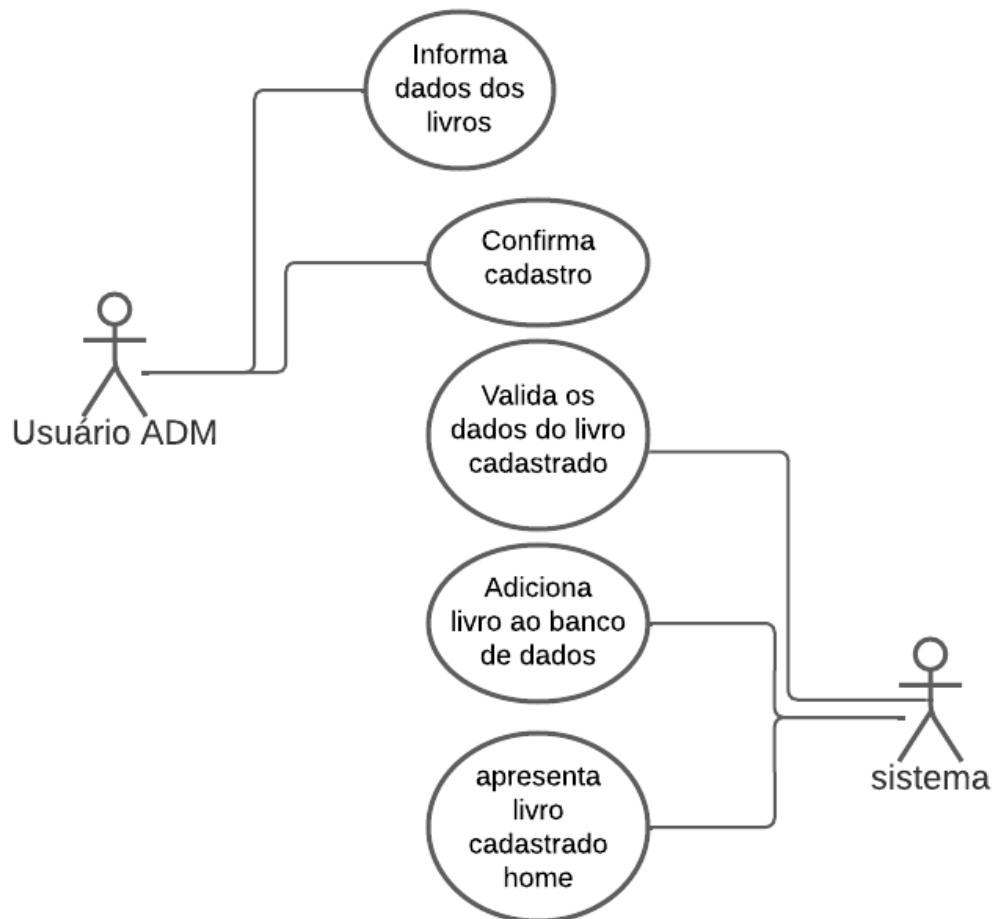 Informa
dados dos
livros
Confirma
cadastro
Usuário ADM
Valida os
dados do livro
cadastrado
Adiciona
livro ao banco
de dados
sistema
apresenta
livro
cadastrado
home